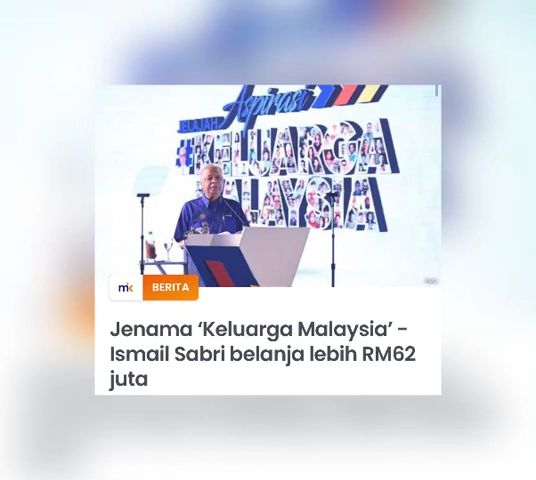 JELAJAH Aspirasi
#KELUARGA
MALAYSIA
mk BERITA
Jenama ‘Keluarga Malaysia’ -
Ismail Sabri belanja lebih RM62
juta